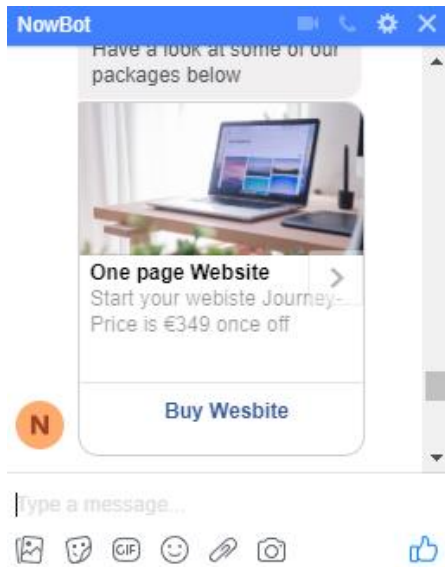 NowBot
Have a look at some of our
packages below
One page Website
Start your webiste Journey-
Price is €349 once off
Buy Wesbite
N
Type a message...
GIF